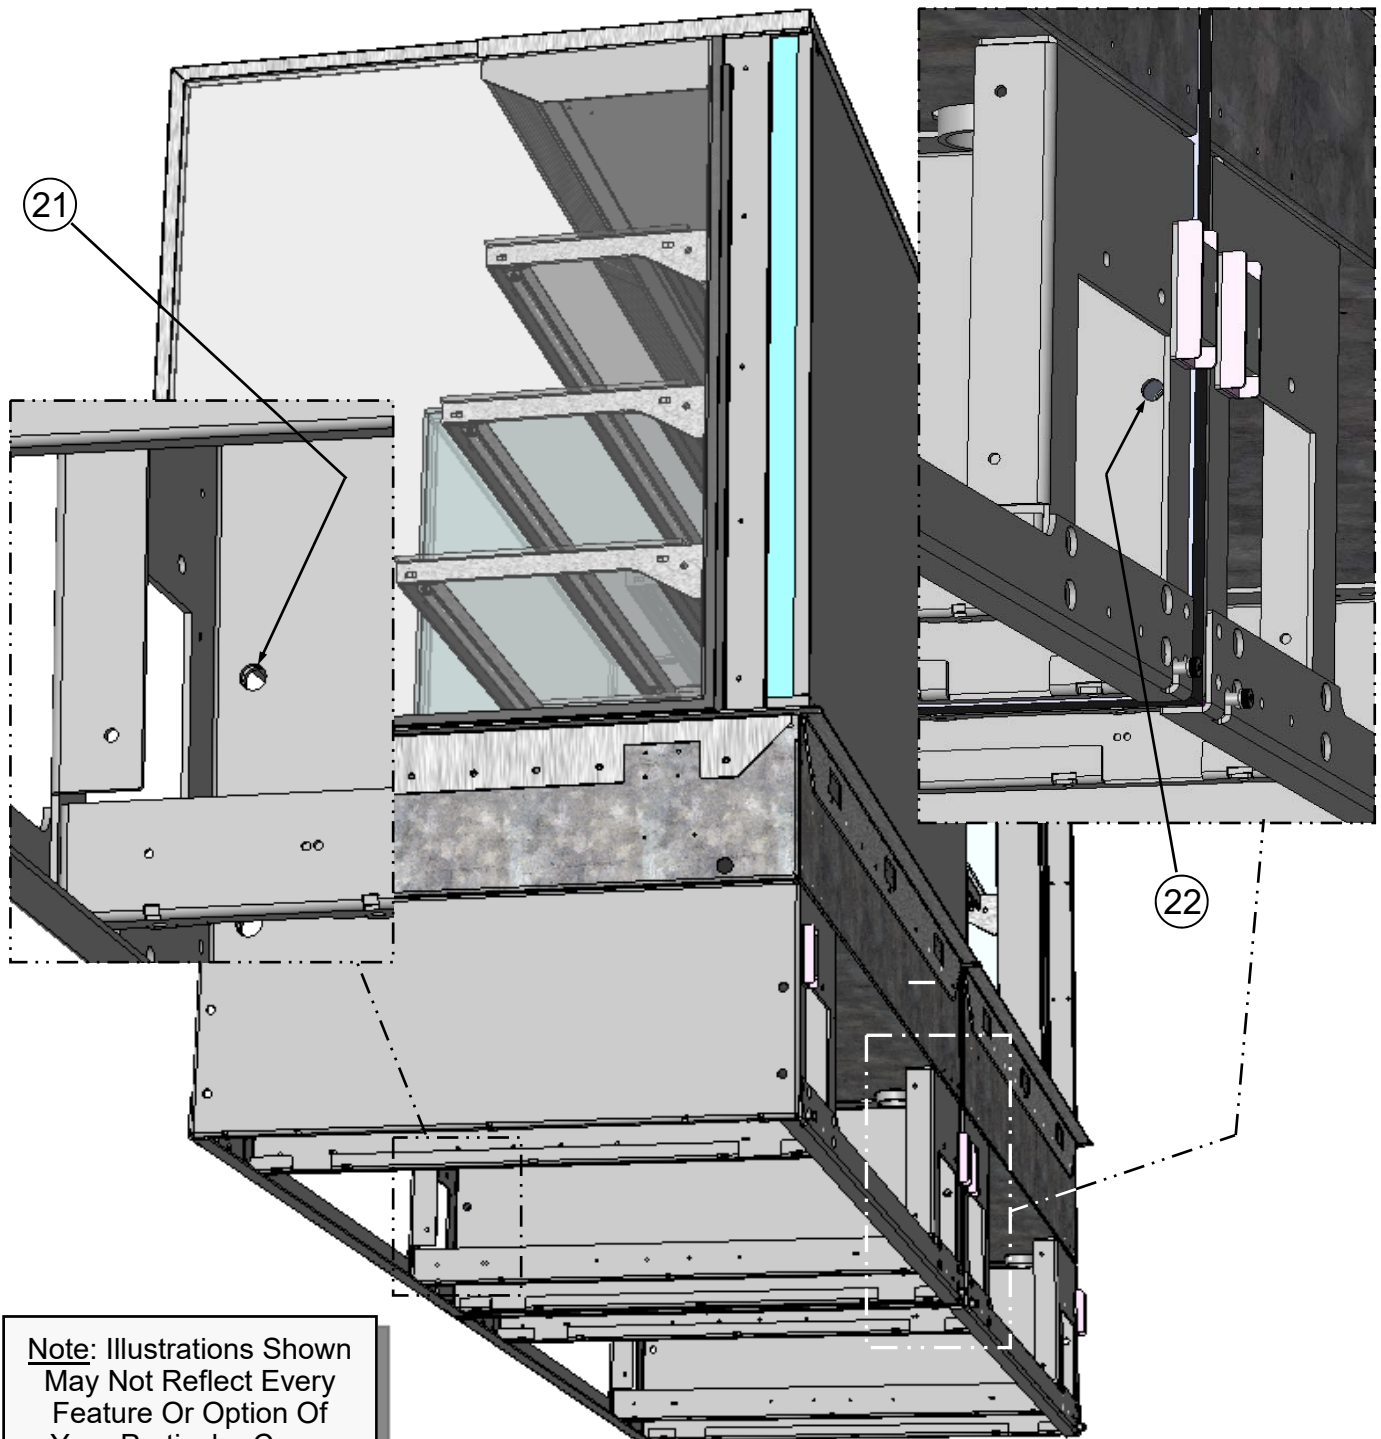 21
22
Note: Illustrations Shown
May Not Reflect Every
Feature Or Option Of